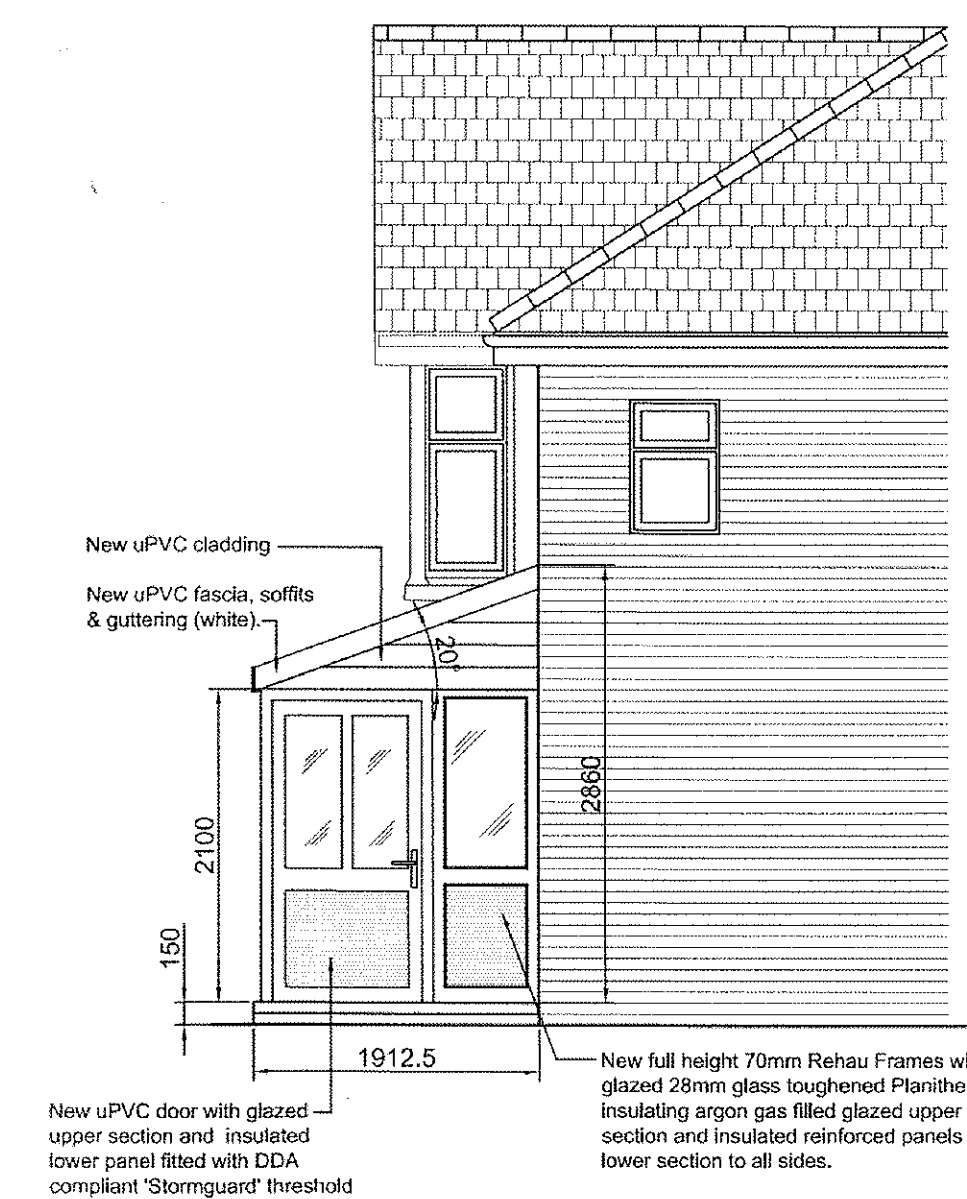 New uPVC cladding
New uPVC fascia, soffits
& guttering (white).
20°
2860
2100
150
1912.5
New full height 70mm Rehau Frames wi
glazed 28mm glass toughened Planithe
insulating argon gas filled glazed upper
section and insulated reinforced panels
lower section to all sides.
New uPVC door with glazed
upper section and insulated
lower panel fitted with DDA
compliant 'Stormguard' threshold